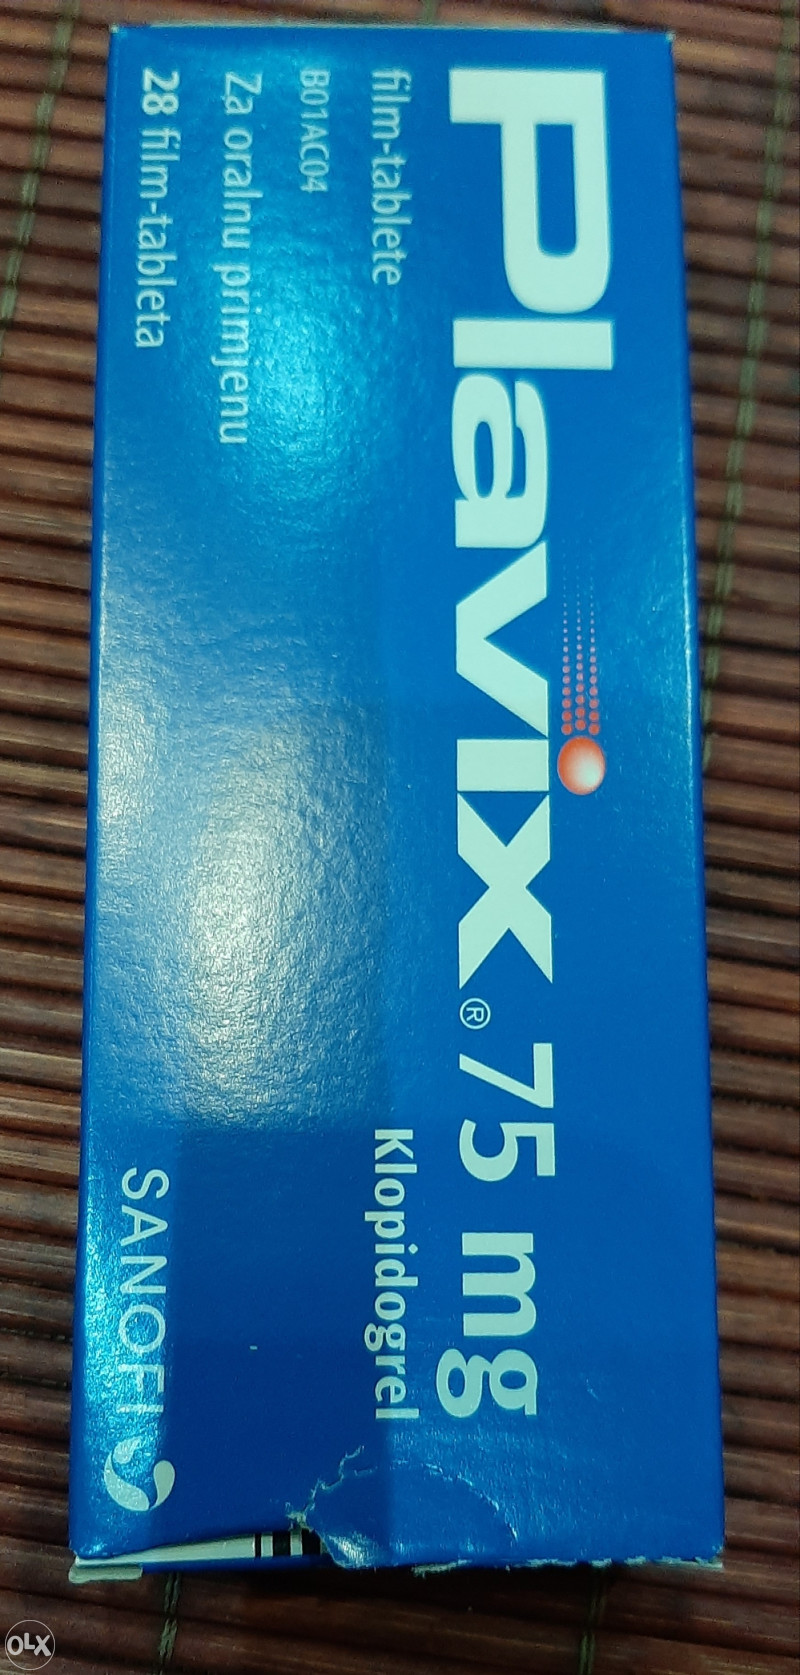 Plavix® 75 mg
film-tablete
Klopidogrel
B01AC04
Za oralnu primjenu
28 film-tableta
SANOFI
OLX